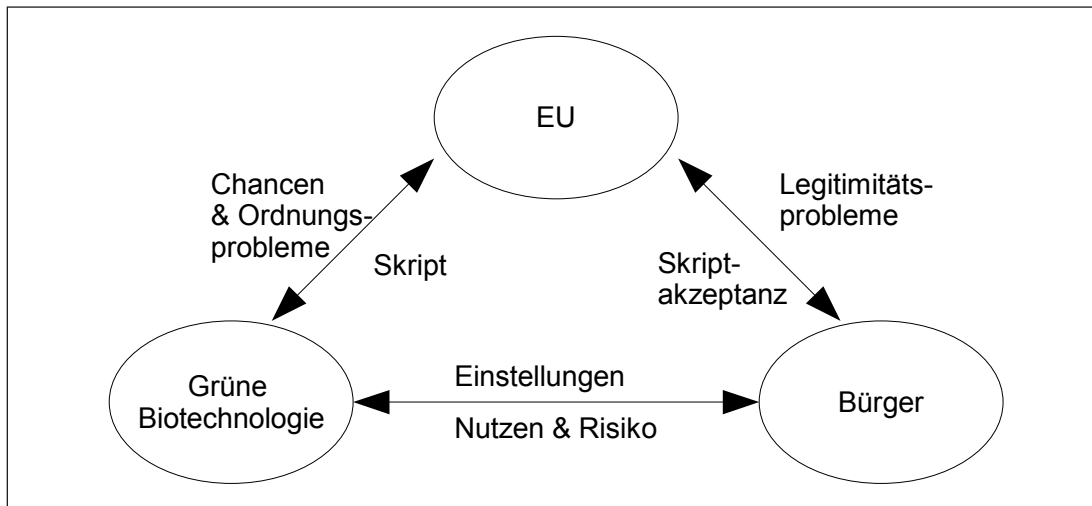 EU
Chancen
& Ordnungs-
probleme
Legitimitäts-
probleme
Skript
Skript-
akzeptanz
Grüne
Biotechnologie
Einstellungen
Nutzen & Risiko
Bürger